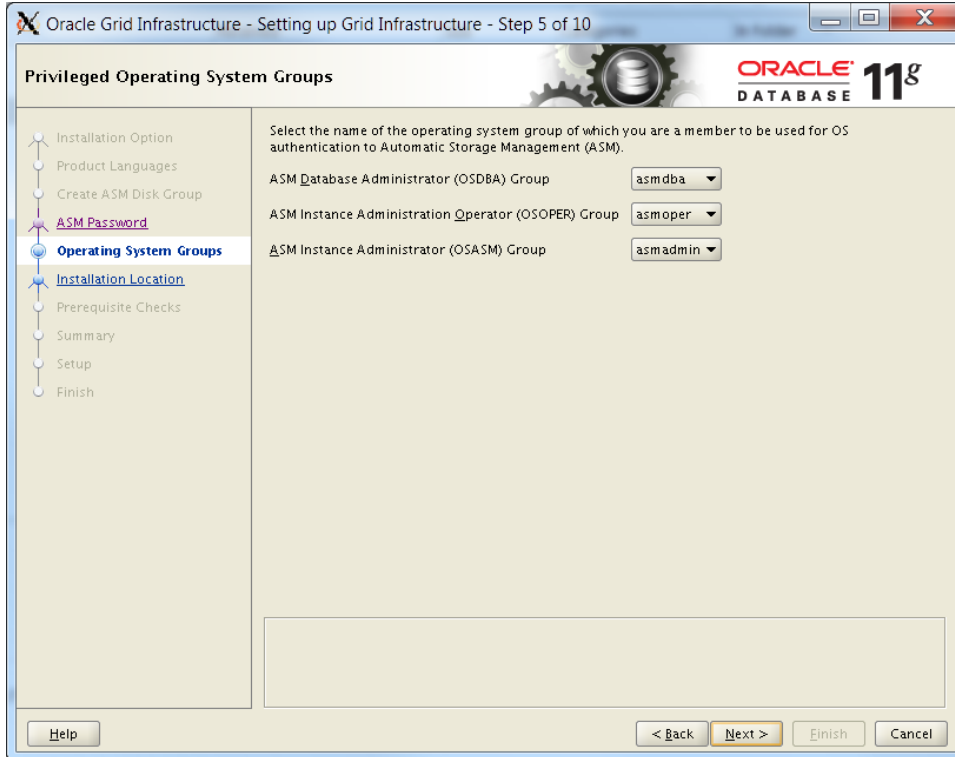 Oracle Grid Infrastructure - Setting up Grid Infrastructure - Step 5 of 10
Privileged Operating System Groups
ORACLE
DATABASE
11g
Installation Option
Product Languages
Create ASM Disk Group
ASM Password
Operating System Groups
Installation Location
Prerequisite Checks
Summary
Setup
Finish
Select the name of the operating system group of which you are a member to be used for OS
authentication to Automatic Storage Management (ASM).
ASM Database Administrator (OSDBA) Group asmdba
ASM Instance Administration Operator (OSOPER) Group asmoper
ASM Instance Administrator (OSASM) Group asmadmin
Help
< Back Next > Finish Cancel